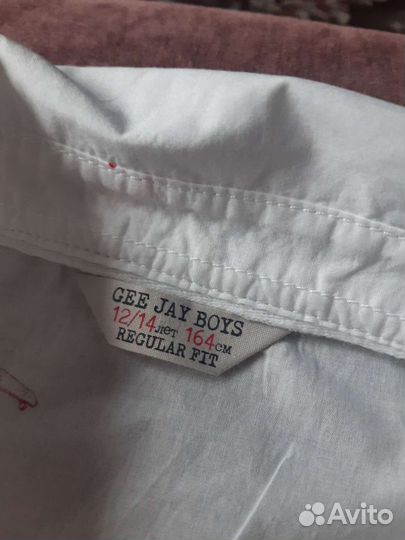 GEE JAY BOYS
12/14лет 164см
REGULAR FIT
Avito